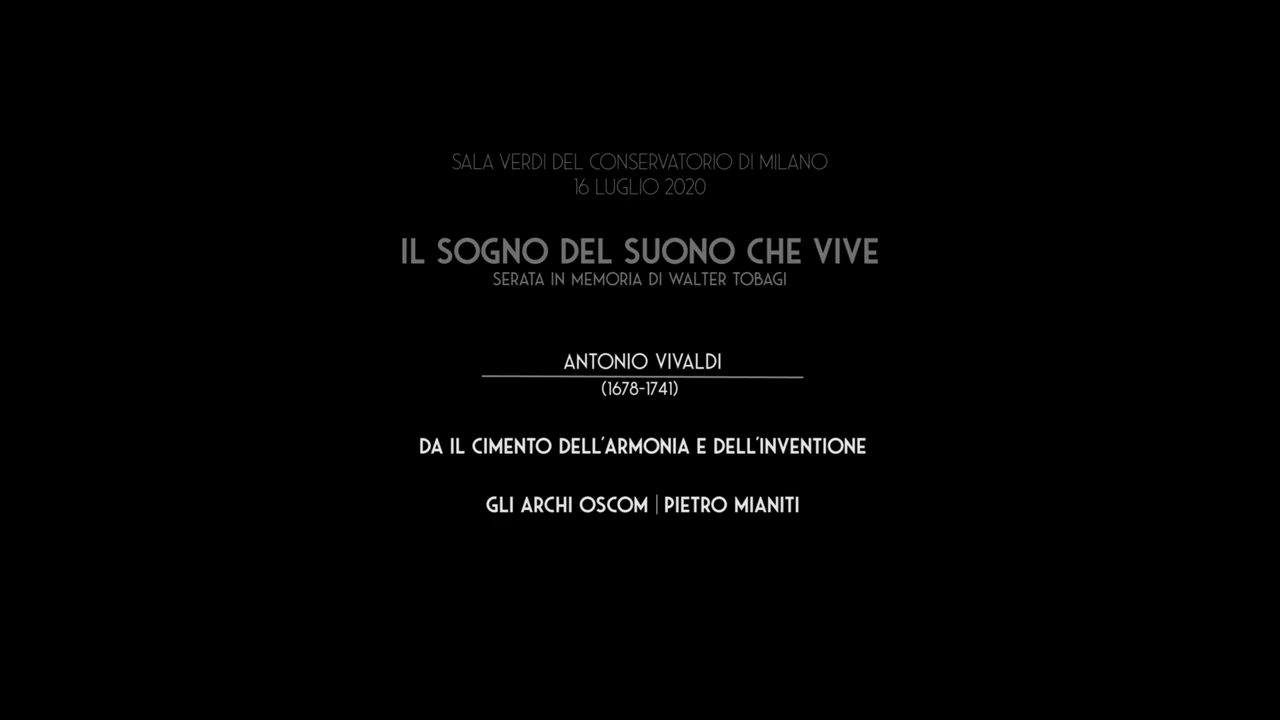 SALA VERDI DEL CONSERVATORIO DI MILANO
16 LUGLIO 2020
IL SOGNO DEL SUONO CHE VIVE
SERATA IN MEMORIA DI WALTER TOBAGI
ANTONIO VIVALDI
(1678-1741)
DA IL CIMENTO DELL'ARMONIA E DELL'INVENTIONE
GLI ARCHI OSCOM | PIETRO MIANITI